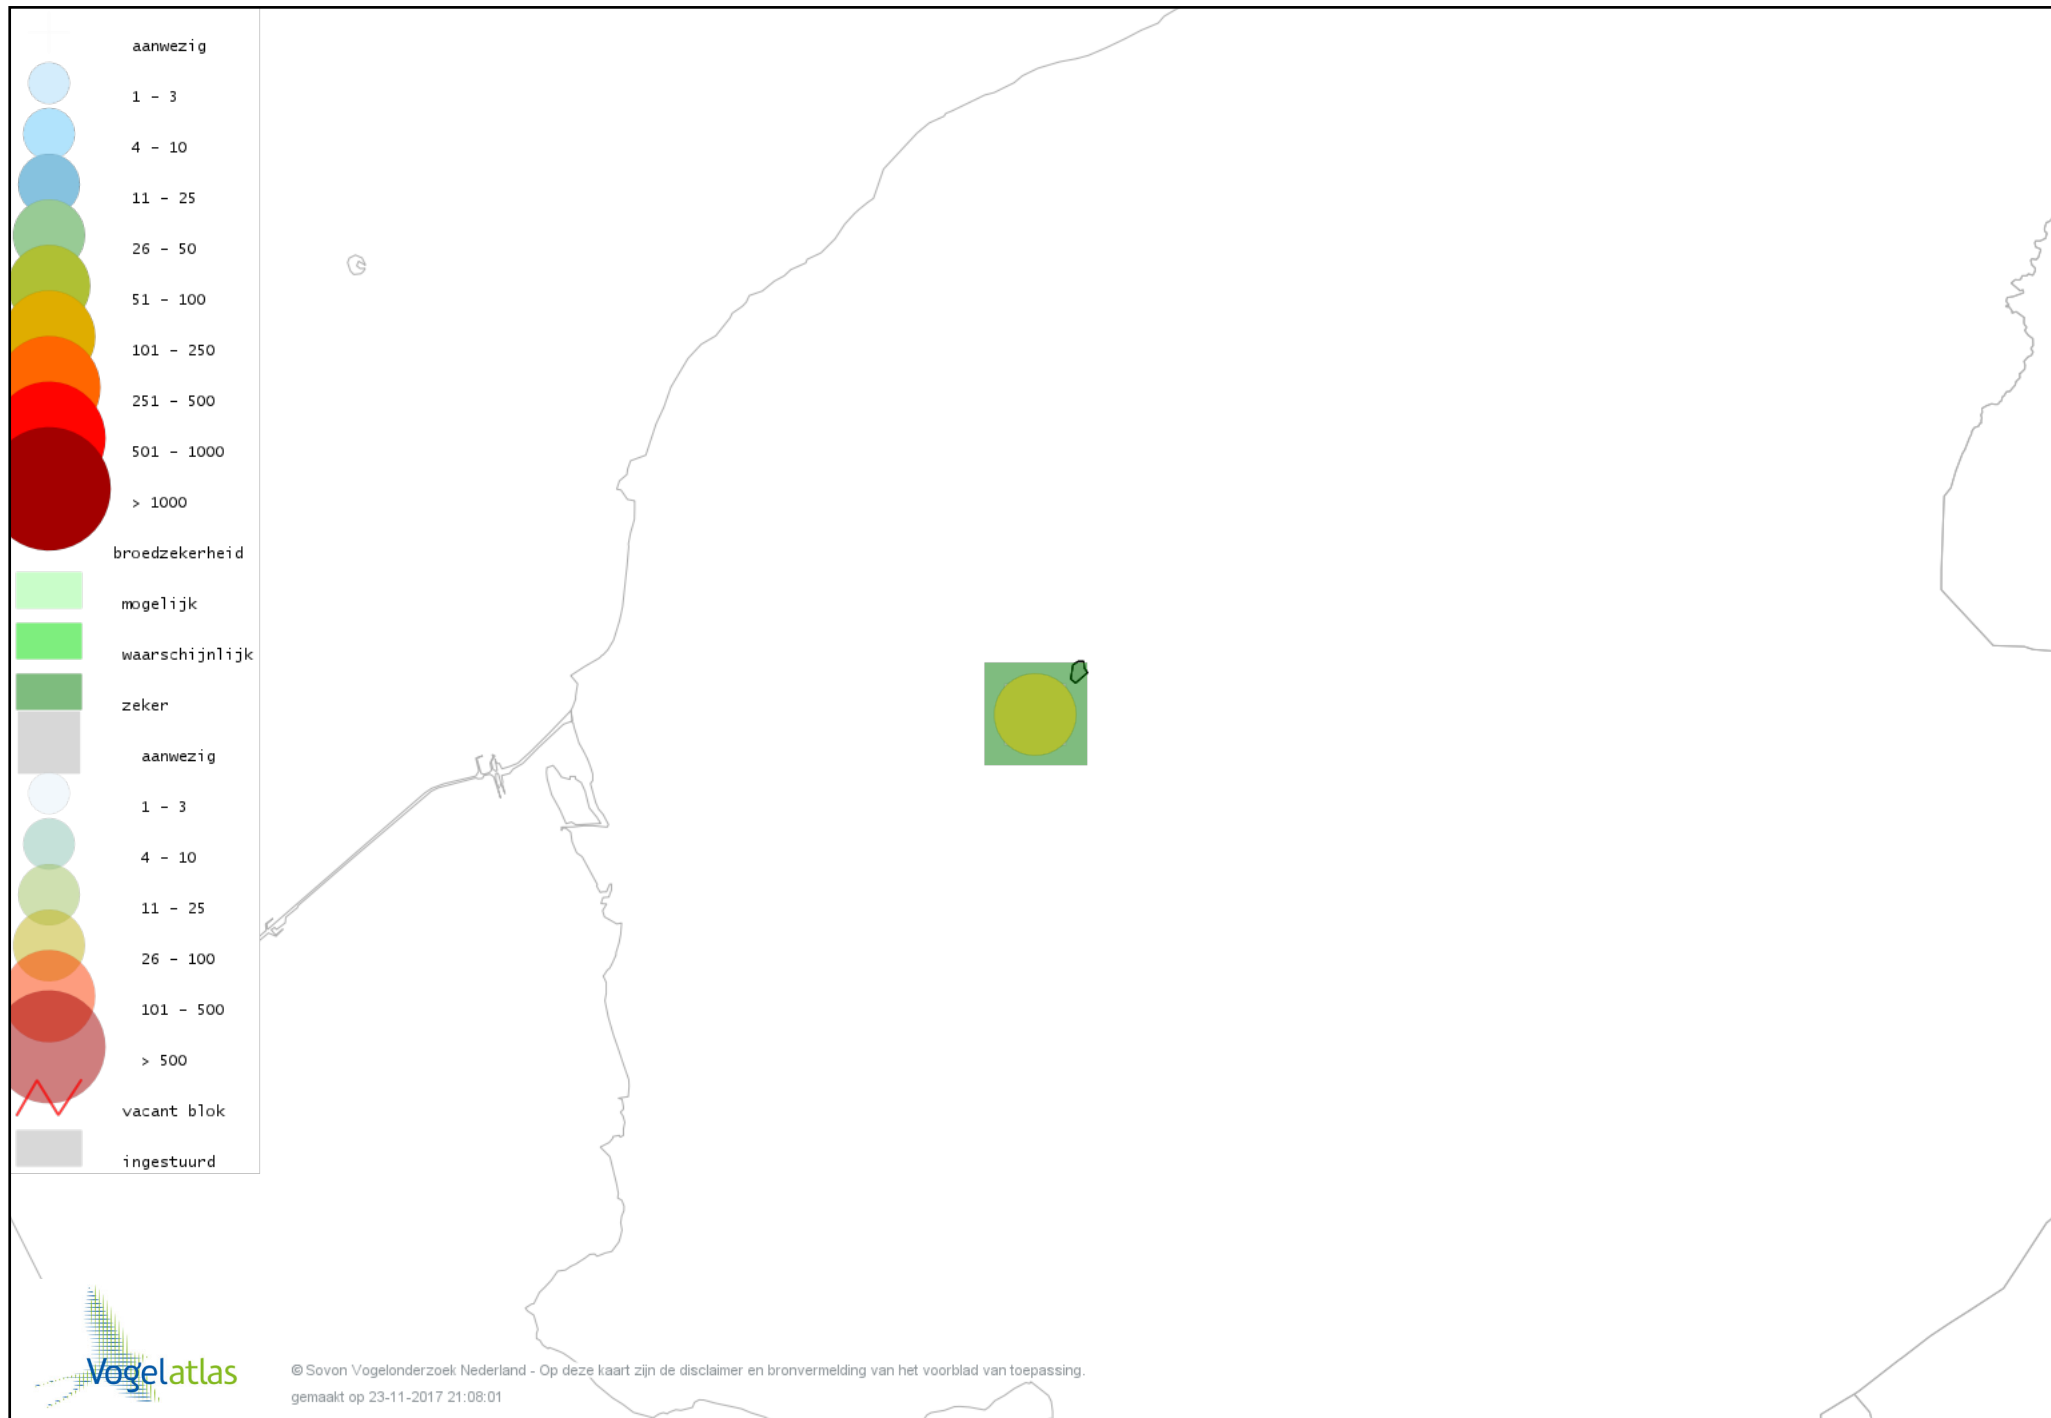 aanwezig
1 - 3
4 - 10
11 - 25
26 - 50
51 - 100
101 - 250
251 - 500
501 - 1000
> 1000
broedzekerheid
mogelijk
waarschijnlijk
zeker
aanwezig
1 - 3
4 - 10
11 - 25
26 - 100
101 - 500
> 500
vacant blok
ingestuurd
Vogelatlas
© Sovon Vogelonderzoek Nederland - Op deze kaart zijn de disclaimer en bronvermelding van het voorblad van toepassing.
gemaakt op 23-11-2017 21:08:01